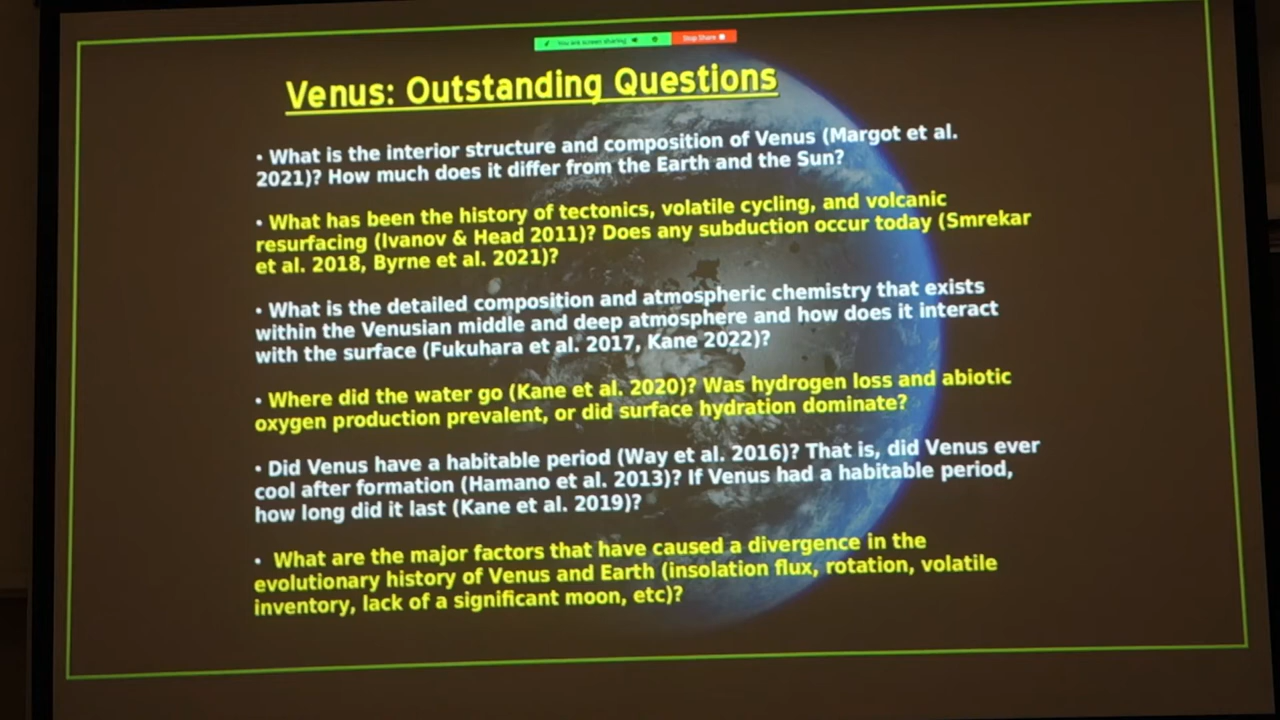 You are screen sharing Stop Share
Venus: Outstanding Questions
• What is the interior structure and composition of Venus (Margot et al.
2021)? How much does it differ from the Earth and the Sun?
• What has been the history of tectonics, volatile cycling, and volcanic
resurfacing (Ivanov & Head 2011)? Does any subduction occur today (Smrekar
et al. 2018, Byrne et al. 2021)?
• What is the detailed composition and atmospheric chemistry that exists
within the Venusian middle and deep atmosphere and how does it interact
with the surface (Fukuhara et al. 2017, Kane 2022)?
• Where did the water go (Kane et al. 2020)? Was hydrogen loss and abiotic
oxygen production prevalent, or did surface hydration dominate?
• Did Venus have a habitable period (Way et al. 2016)? That is, did Venus ever
cool after formation (Hamano et al. 2013)? If Venus had a habitable period,
how long did it last (Kane et al. 2019)?
• What are the major factors that have caused a divergence in the
evolutionary history of Venus and Earth (insolation flux, rotation, volatile
inventory, lack of a significant moon, etc)?